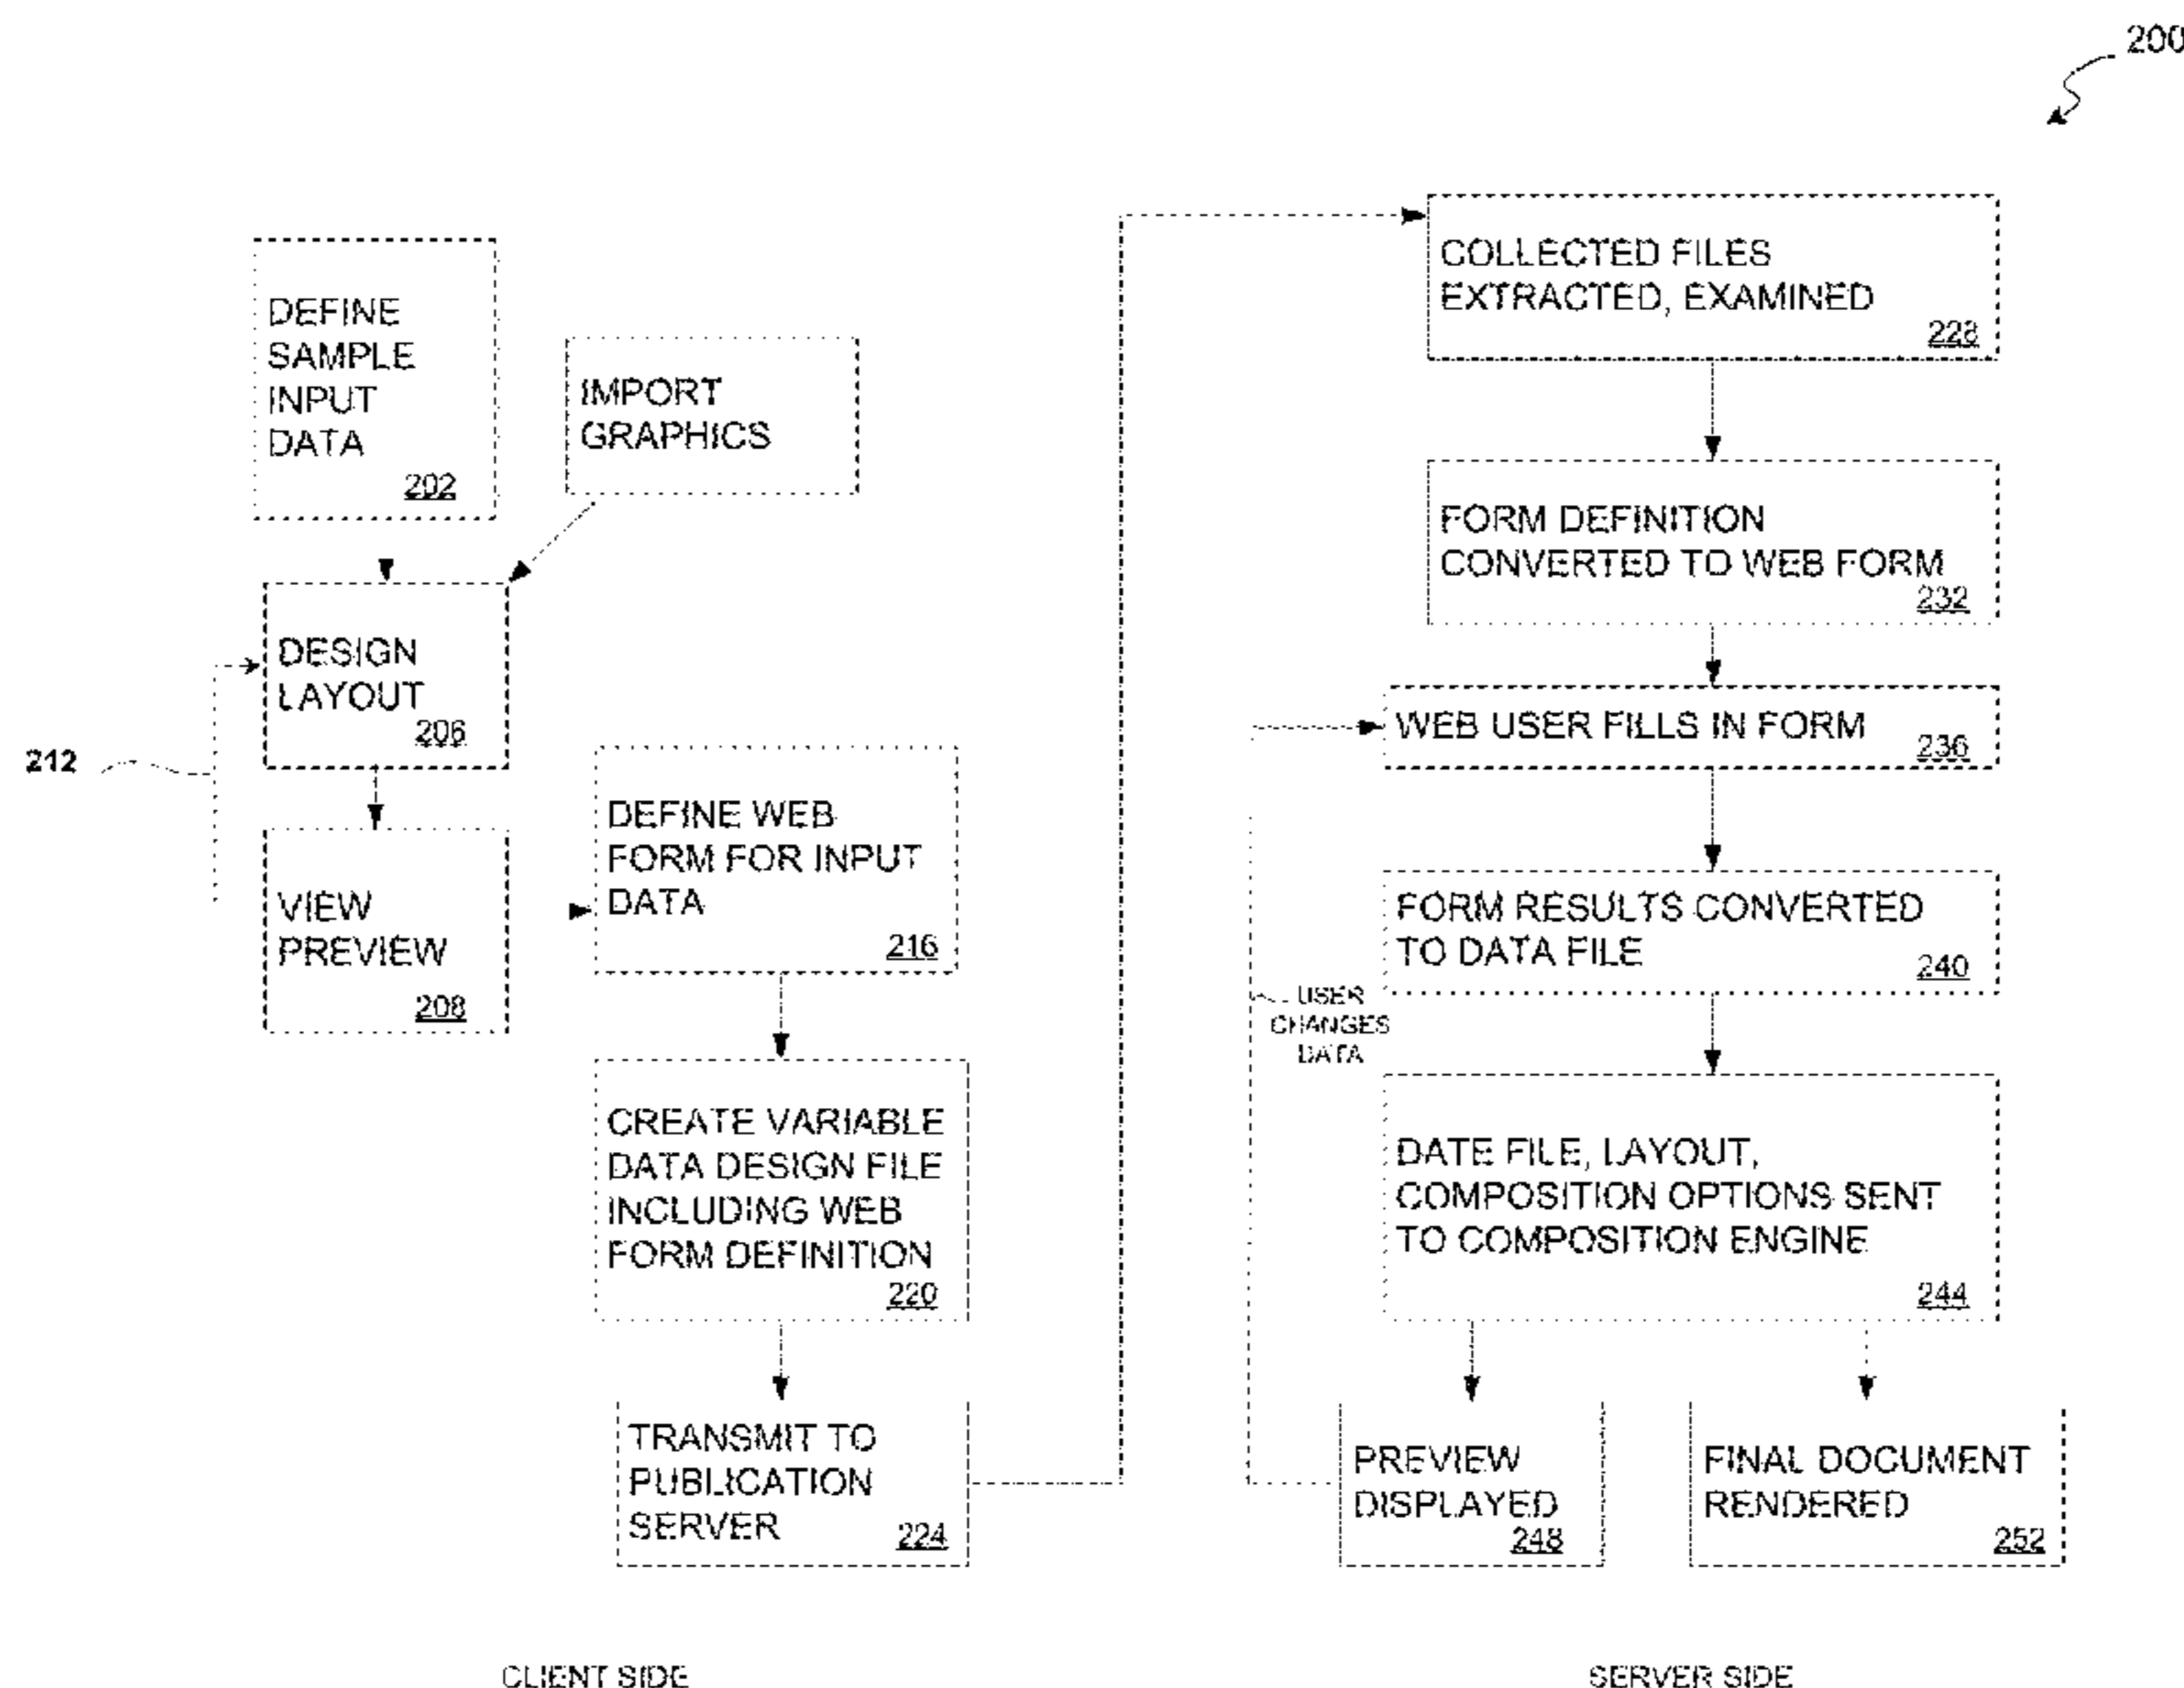 200
DEFINE
SAMPLE
INPUT
DATA
202
IMPORT
GRAPHICS
DESIGN
LAYOUT
206
212
VIEW
PREVIEW
208
DEFINE WEB
FORM FOR INPUT
DATA
216
CREATE VARIABLE
DATA DESIGN FILE
INCLUDING WEB
FORM DEFINITION
220
TRANSMIT TO
PUBLICATION
SERVER
224
CLIENT SIDE
COLLECTED FILES
EXTRACTED, EXAMINED
228
FORM DEFINITION
CONVERTED TO WEB FORM
232
WEB USER FILLS IN FORM
236
FORM RESULTS CONVERTED
TO DATA FILE
240
USER
CHANGES
DATA
DATE FILE, LAYOUT,
COMPOSITION OPTIONS SENT
TO COMPOSITION ENGINE
244
PREVIEW
DISPLAYED
248
FINAL DOCUMENT
RENDERED
252
SERVER SIDE